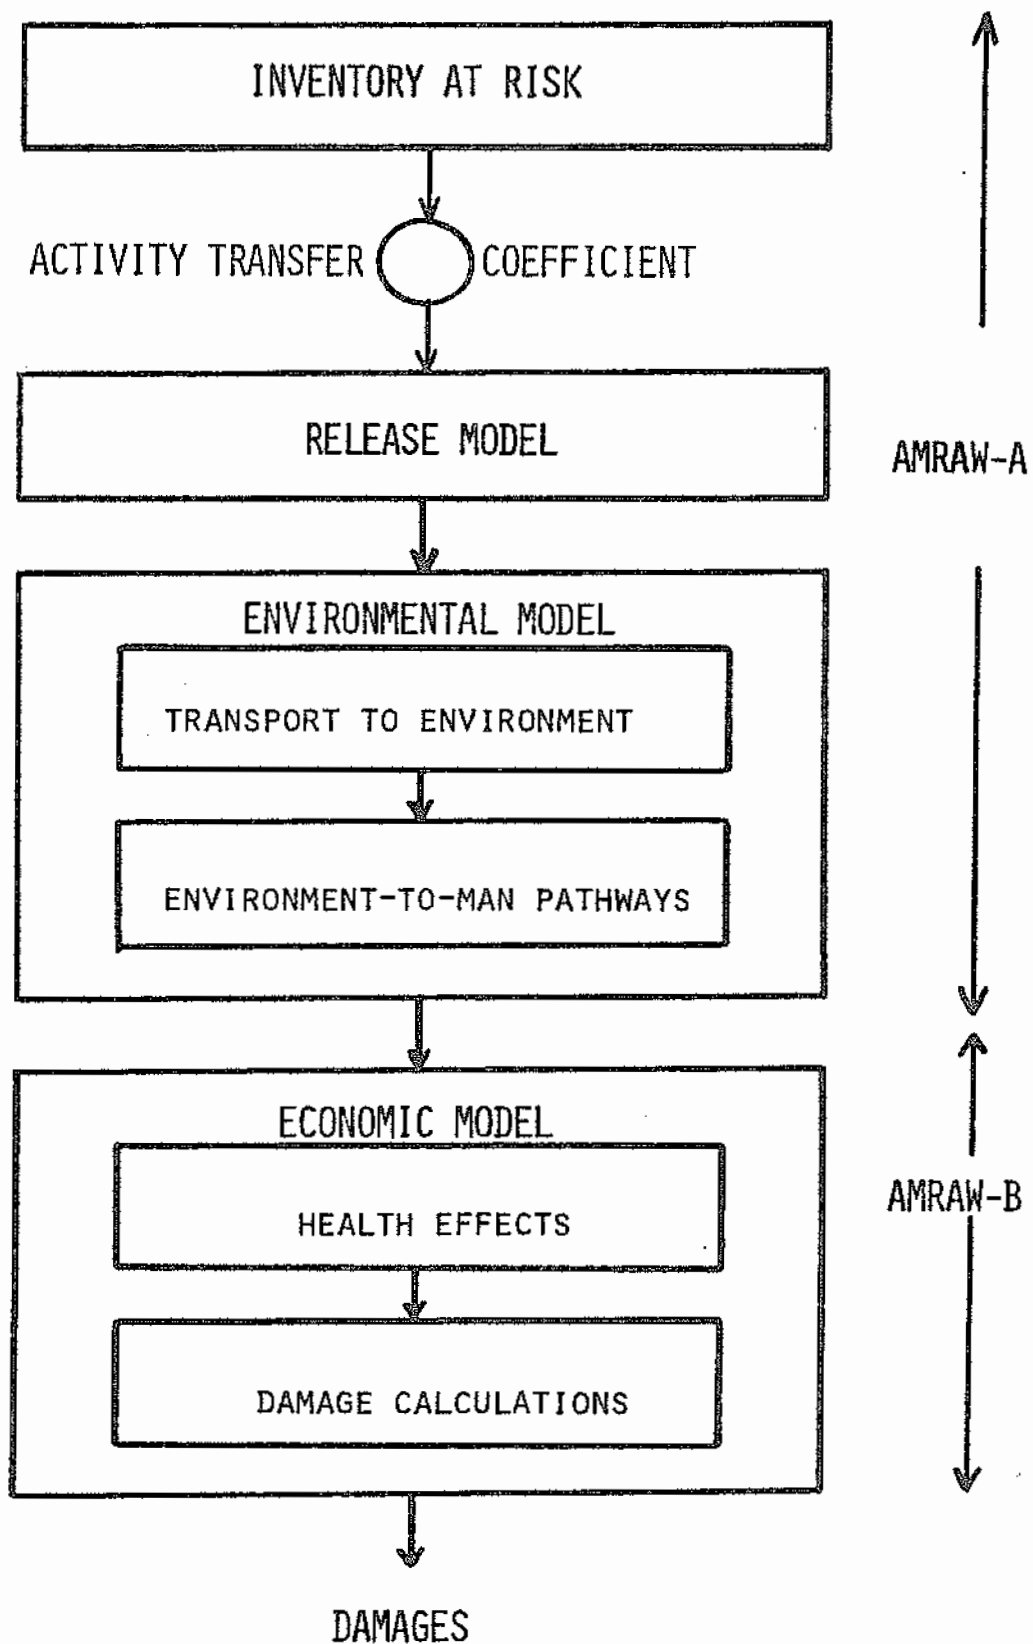 INVENTORY AT RISK
ACTIVITY TRANSFER COEFFICIENT
RELEASE MODEL
AMRAW-A
ENVIRONMENTAL MODEL
TRANSPORT TO ENVIRONMENT
ENVIRONMENT-TO-MAN PATHWAYS
ECONOMIC MODEL
HEALTH EFFECTS
AMRAW-B
DAMAGE CALCULATIONS
DAMAGES